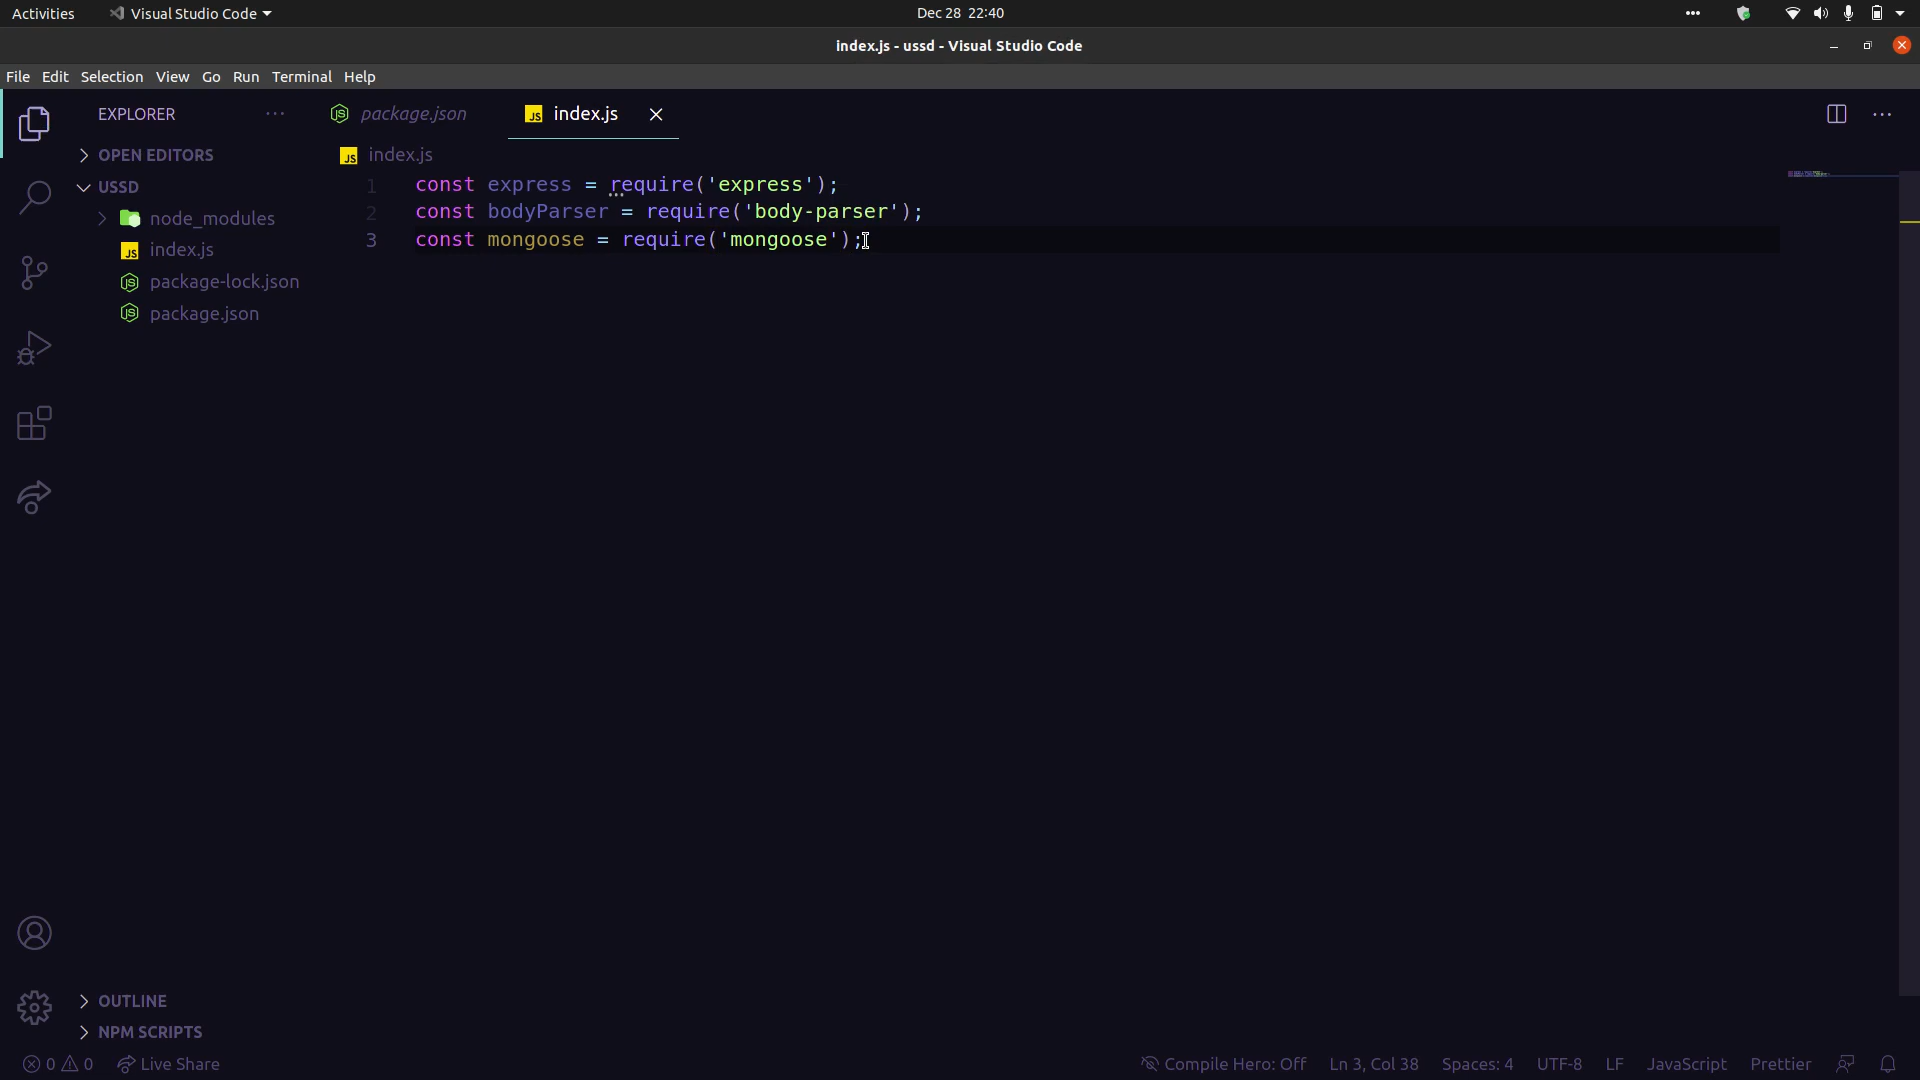 Activities Visual Studio Code Dec 28 22:40
index.js - ussd - Visual Studio Code
File Edit Selection View Go Run Terminal Help
EXPLORER
OPEN EDITORS
USSD
node_modules
JS index.js
package-lock.json
package.json
package.json JS index.js
JS index.js
1 const express = require('express');
2 const bodyParser = require('body-parser');
3 const mongoose = require('mongoose');
OUTLINE
NPM SCRIPTS
0 0 Live Share Compile Hero: Off Ln 3, Col 38 Spaces: 4 UTF-8 LF JavaScript Prettier